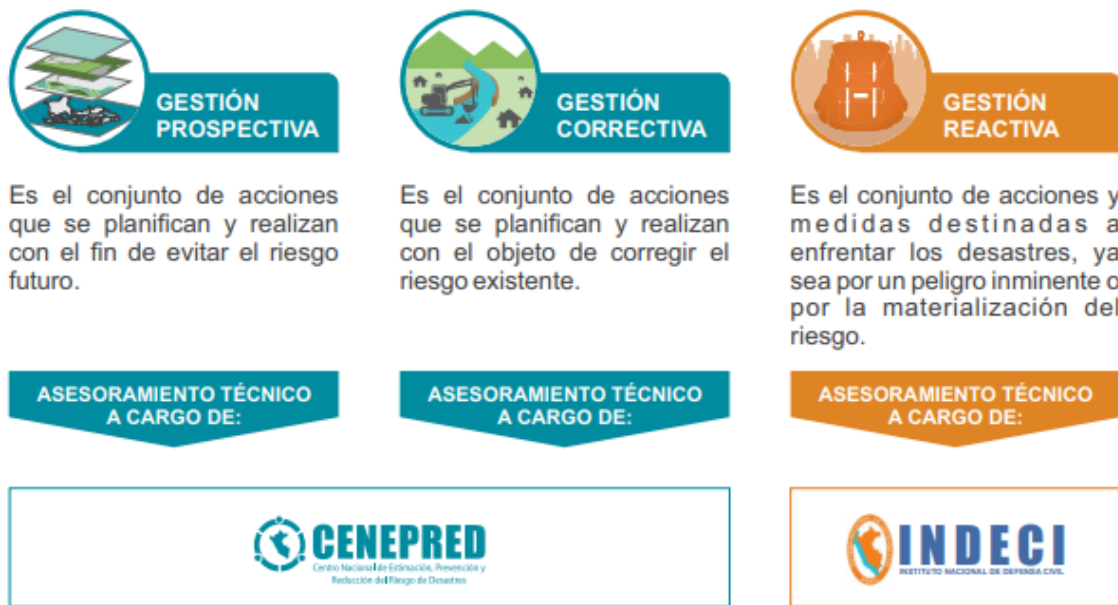 GESTIÓN
PROSPECTIVA
Es el conjunto de acciones
que se planifican y realizan
con el fin de evitar el riesgo
futuro.
ASESORAMIENTO TÉCNICO
A CARGO DE:
GESTIÓN
CORRECTIVA
Es el conjunto de acciones
que se planifican y realizan
con el objeto de corregir el
riesgo existente.
ASESORAMIENTO TÉCNICO
A CARGO DE:
CENEPRED
Centro Nacional de Estimación, Prevención y
Reducción del Riesgo de Desastres
GESTIÓN
REACTIVA
Es el conjunto de acciones y
medidas destinadas a
enfrentar los desastres, ya
sea por un peligro inminente o
por la materialización del
riesgo.
ASESORAMIENTO TÉCNICO
A CARGO DE:
INDECI
INSTITUTO NACIONAL DE DEFENSA CIVIL